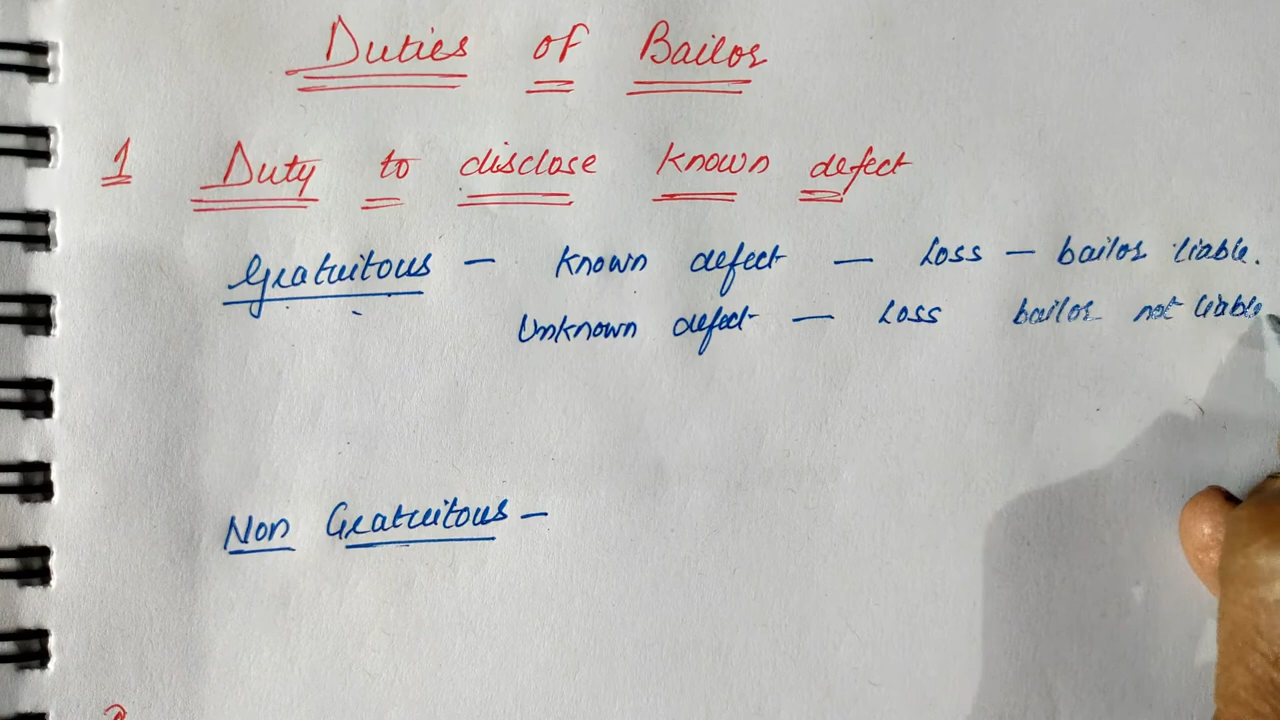 Duties of Bailor
1 Duty to disclose known defect
Gratuitous - Known defect - Loss - bailor liable.
Unknown defect - Loss bailor not liable
Non Gratuitous -